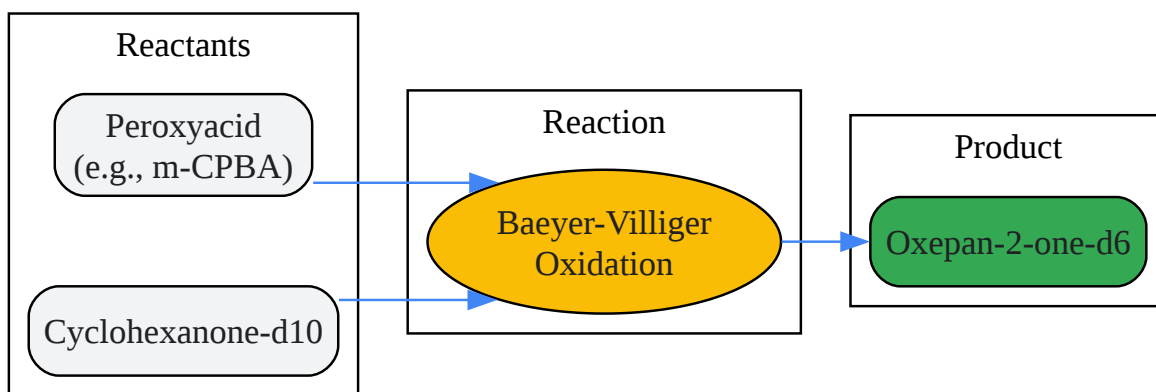 Reactants
Peroxyacid
(e.g., m-CPBA)
Cyclohexanone-d10
Reaction
Baeyer-Villiger
Oxidation
Product
Oxepan-2-one-d6